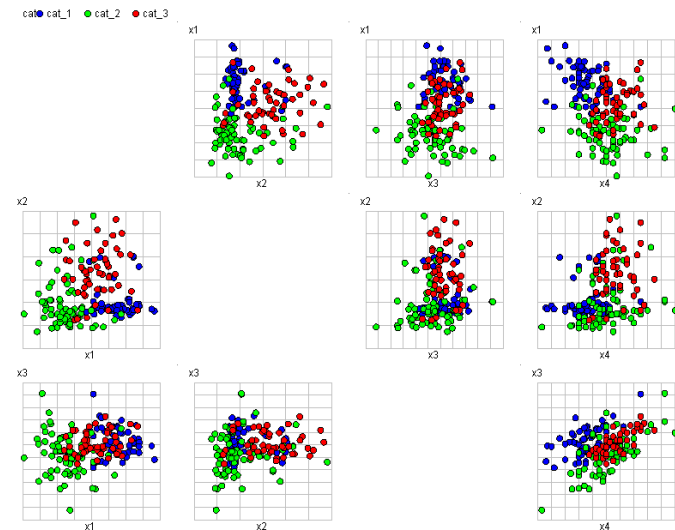 cat cat_1 cat_2 cat_3
x1 x1 x1
x2 x3 x4
x2 x2 x2
x1 x3 x4
x3 x3 x3
x1 x2 x4